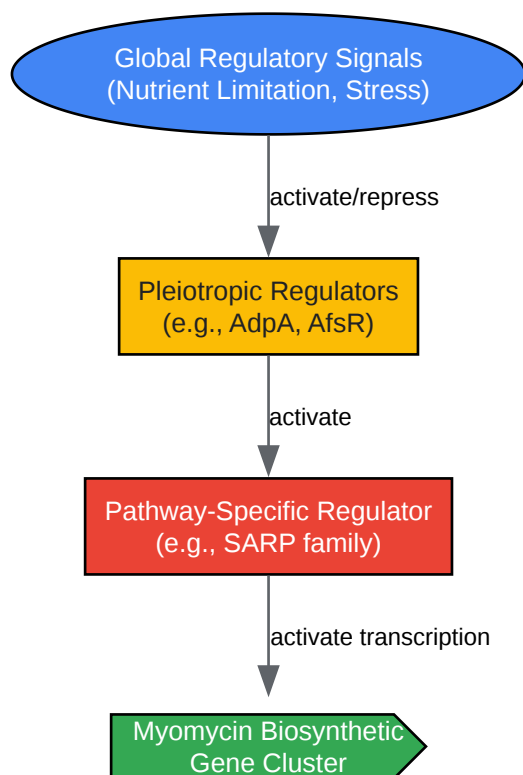 Global Regulatory Signals
(Nutrient Limitation, Stress)
activate/repress
Pleiotropic Regulators
(e.g., AdpA, AfsR)
activate
Pathway-Specific Regulator
(e.g., SARP family)
activate transcription
Myomycin Biosynthetic
Gene Cluster